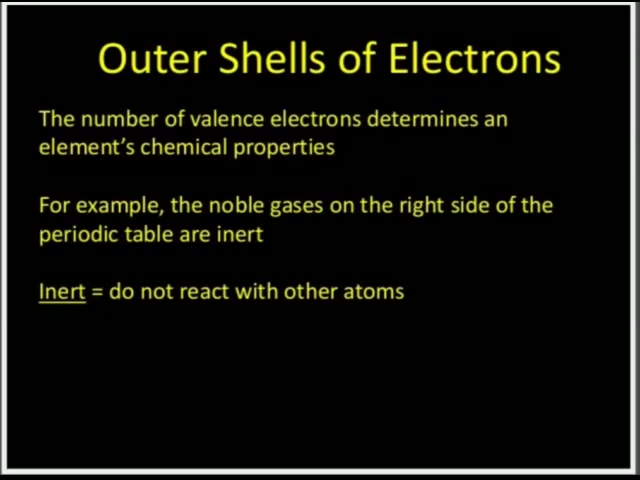 Outer Shells of Electrons
The number of valence electrons determines an
element's chemical properties
For example, the noble gases on the right side of the
periodic table are inert
Inert = do not react with other atoms